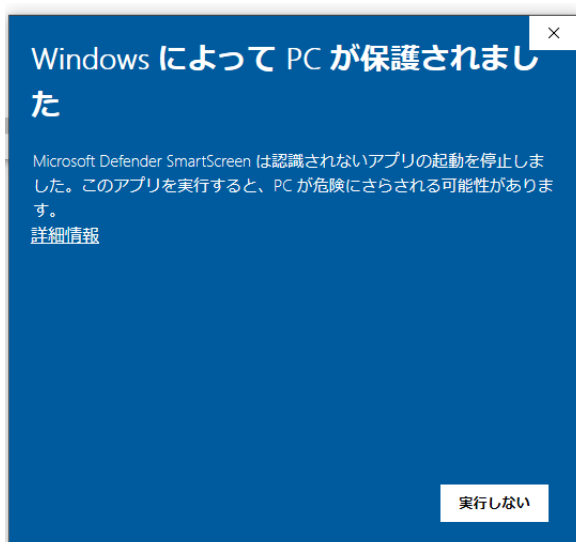 Windows によって PC が保護されまし
た
Microsoft Defender SmartScreen は認識されないアプリの起動を停止しま
した。このアプリを実行すると、PC が危険にさらされる可能性がありま
す。
詳細情報
実行しない